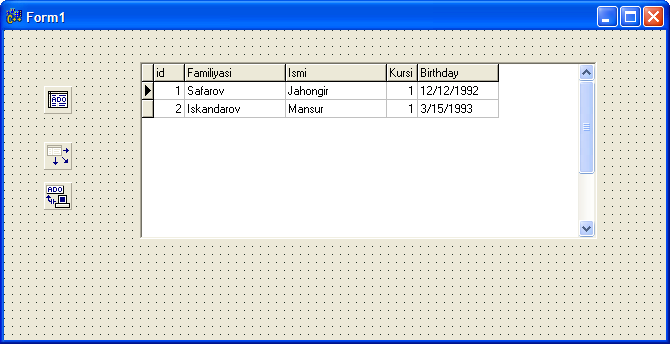 Form1
id Familiyasi Ismi Kursi Birthday
1 Safarov Jahongir 1 12/12/1992
2 Iskandarov Mansur 1 3/15/1993
ADO
ADO